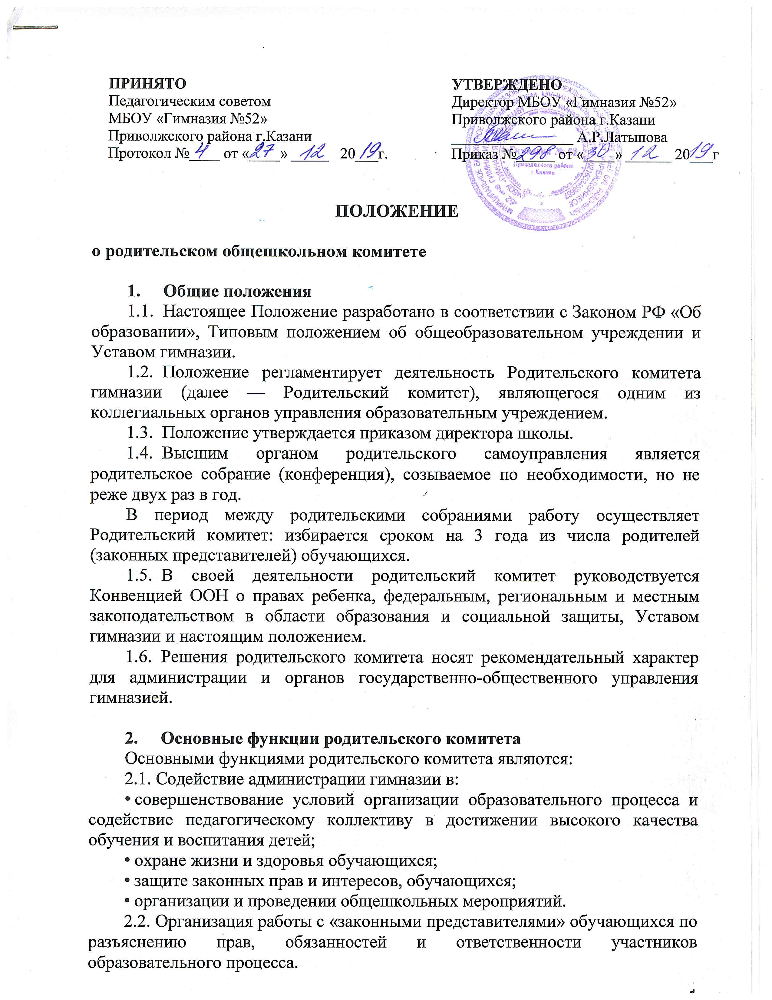 ПРИНЯТО
Педагогическим советом
МБОУ «Гимназия №52»
Приволжского района г.Казани
Протокол № 4 от «27» 12 2019г.
УТВЕРЖДЕНО
Директор МБОУ «Гимназия №52»
Приволжского района г.Казани
А.Р.Латыпова
Приказ № 298 от «30» 12 2019г
Гимназия № 52
Приволжского района
г. Казани
ПОЛОЖЕНИЕ
о родительском общешкольном комитете
1. Общие положения
1.1. Настоящее Положение разработано в соответствии с Законом РФ «Об
образовании», Типовым положением об общеобразовательном учреждении и
Уставом гимназии.
1.2. Положение регламентирует деятельность Родительского комитета
гимназии (далее — Родительский комитет), являющегося одним из
коллегиальных органов управления образовательным учреждением.
1.3. Положение утверждается приказом директора школы.
1.4. Высшим органом родительского самоуправления является
родительское собрание (конференция), созываемое по необходимости, но не
реже двух раз в год.
В период между родительскими собраниями работу осуществляет
Родительский комитет: избирается сроком на 3 года из числа родителей
(законных представителей) обучающихся.
1.5. В своей деятельности родительский комитет руководствуется
Конвенцией ООН о правах ребенка, федеральным, региональным и местным
законодательством в области образования и социальной защиты, Уставом
гимназии и настоящим положением.
1.6. Решения родительского комитета носят рекомендательный характер
для администрации и органов государственно-общественного управления
гимназией.
2. Основные функции родительского комитета
Основными функциями родительского комитета являются:
2.1. Содействие администрации гимназии в:
• совершенствование условий организации образовательного процесса и
содействие педагогическому коллективу в достижении высокого качества
обучения и воспитания детей;
• охране жизни и здоровья обучающихся;
• защите законных прав и интересов, обучающихся;
• организации и проведении общешкольных мероприятий.
2.2. Организация работы с «законными представителями» обучающихся по
разъяснению прав, обязанностей и ответственности участников
образовательного процесса.